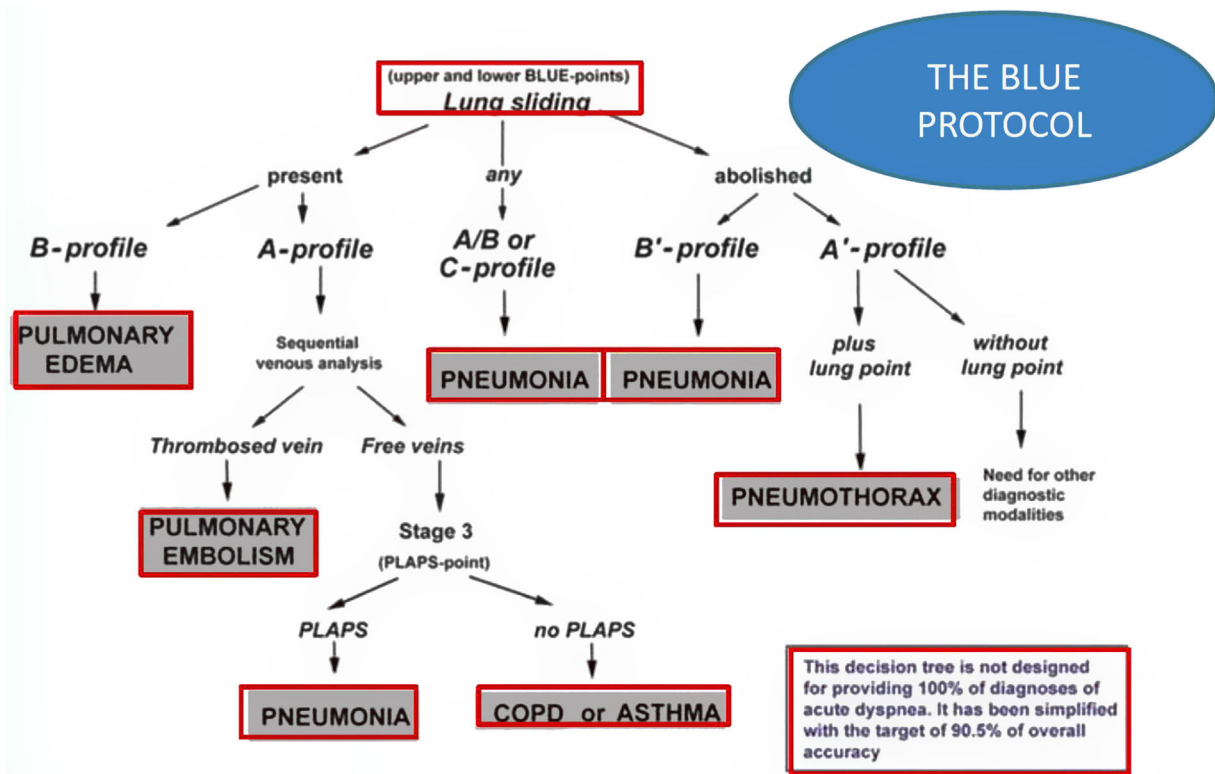 THE BLUE
PROTOCOL
(upper and lower BLUE-points)
Lung sliding
present
any
abolished
B-profile
A-profile
A/B or
C-profile
B'-profile
A'-profile
PULMONARY
EDEMA
Sequential
venous analysis
PNEUMONIA
PNEUMONIA
plus
lung point
without
lung point
Thrombosed vein
Free veins
PNEUMOTHORAX
Need for other
diagnostic
modalities
PULMONARY
EMBOLISM
Stage 3
(PLAPS-point)
PLAPS
no PLAPS
PNEUMONIA
COPD or ASTHMA
This decision tree is not designed
for providing 100% of diagnoses of
acute dyspnea. It has been simplified
with the target of 90.5% of overall
accuracy